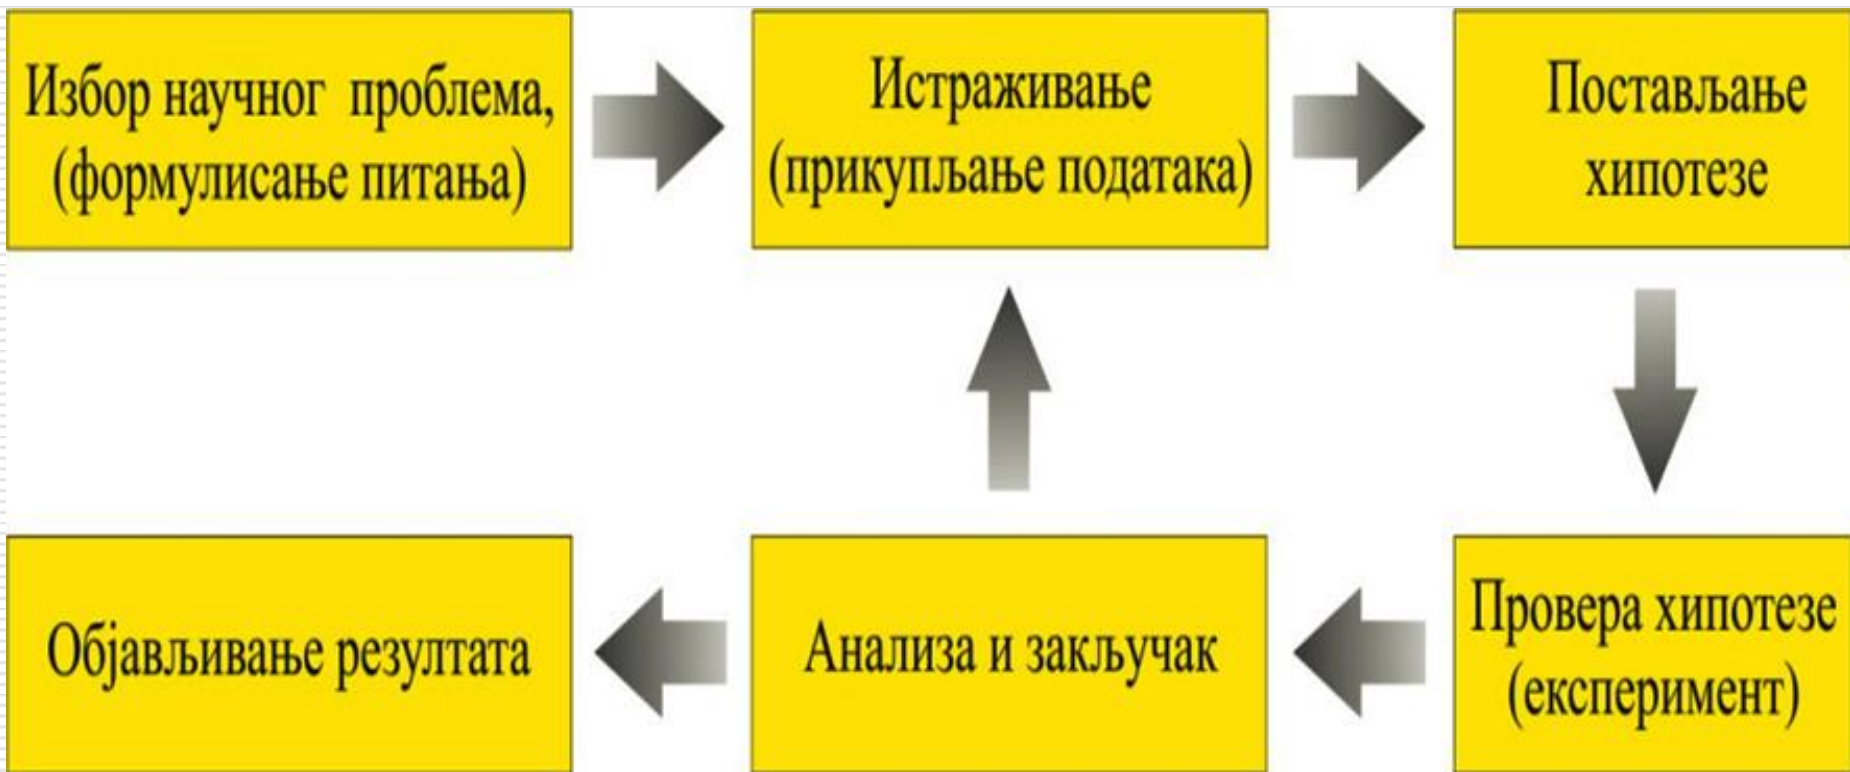 Избор научног проблема,
(формулисање питања)
Истраживање
(прикупљање података)
Постављање
хипотезе
Провера хипотезе
(експеримент)
Анализа и закључак
Објављивање резултата